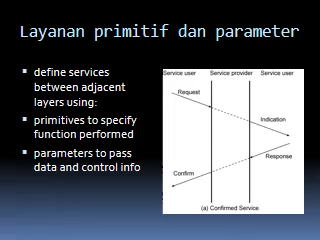 Layanan primitif dan parameter
define services
between adjacent
layers using:
primitives to specify
function performed
parameters to pass
data and control info
Service user Service provider Service user
Request
Indication
Response
Confirm
(a) Confirmed Service